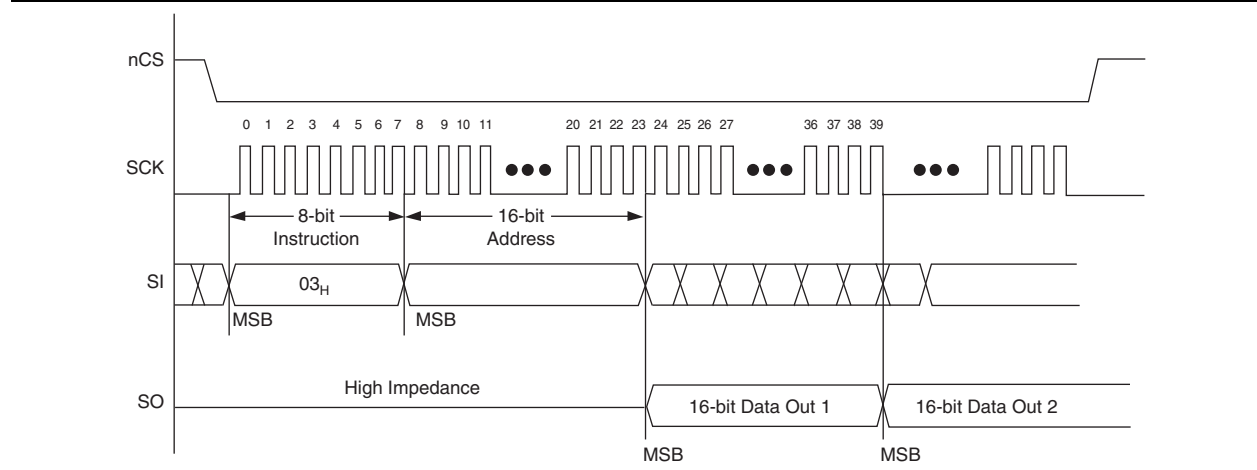 nCS
0 1 2 3 4 5 6 7 8 9 10 11 20 21 22 23 24 25 26 27 36 37 38 39
SCK
8-bit
Instruction
16-bit
Address
SI
03H
MSB
MSB
High Impedance
SO
16-bit Data Out 1
16-bit Data Out 2
MSB
MSB